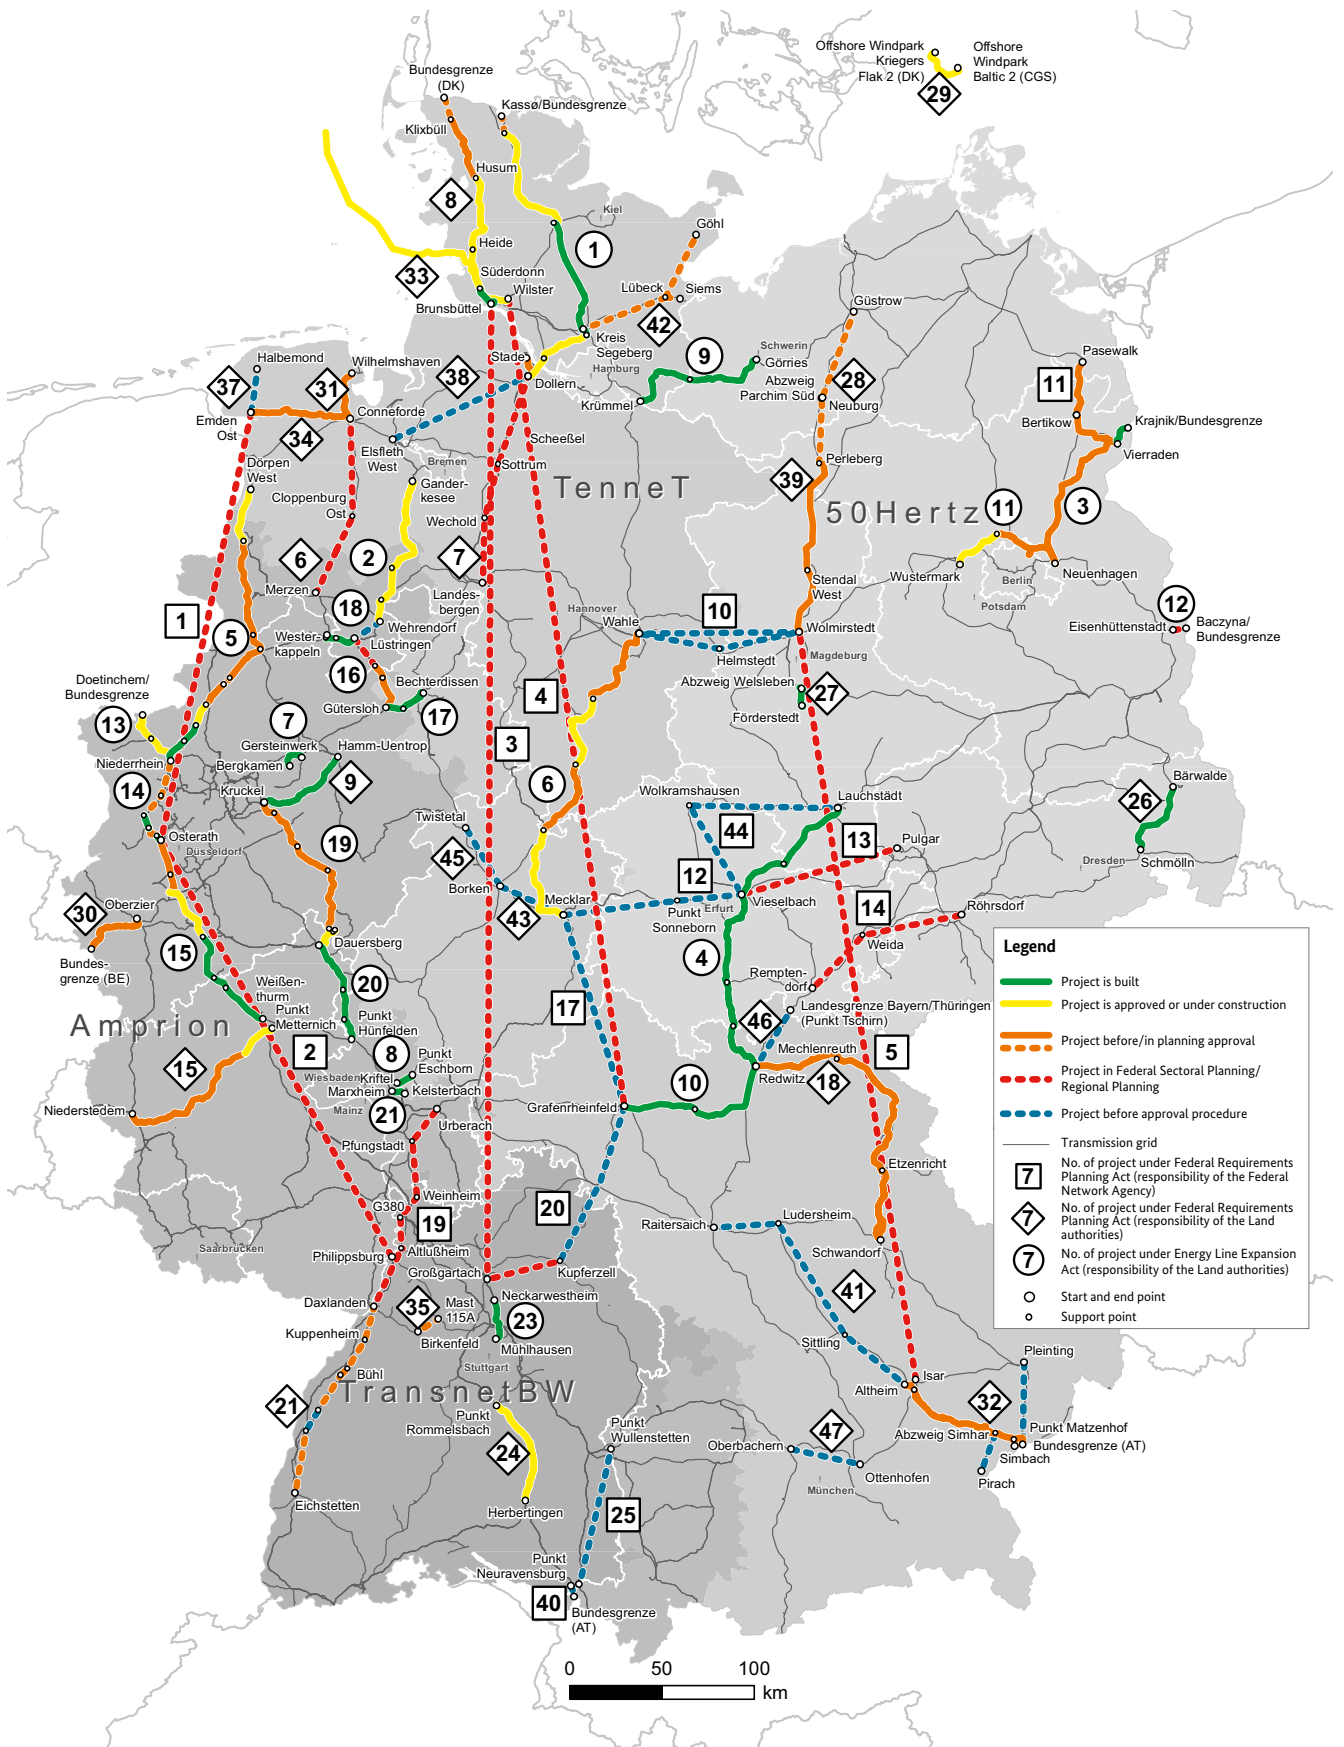 Offshore Windpark
Kriegers
Flak 2 (DK)
Offshore
Windpark
Baltic 2 (CGS)
29
Bundesgrenze
(DK)
Kassø/Bundesgrenze
Klixbüll
Husum
8
Kiel
Göhl
1
Heide
33
Süderdonn
Wilster
Brunsbüttel
Lübeck
Siems
42
Güstrow
Kreis
Segeberg
Schwerin
Görries
9
Hamburg
Krümmel
Abzweig
Parchim Süd
28
Neuburg
Pasewalk
11
Bertikow
Krajnik/Bundesgrenze
Vierraden
Halbemond
Wilhelmshaven
37
31
38
Stade
Dollern
Emden
Ost
Conneforde
34
Elsfleth
West
Bremen
Scheeßel
Sottrum
Dörpen
West
Cloppenburg
Ost
Gander-
kesee
Wechold
TenneT
Perleberg
39
50Hertz
11
3
6
2
7
Merzen
Landes-
bergen
Wustermark
Berlin
Neuenhagen
Potsdam
Stendal
West
12
Eisenhüttenstadt
Baczyna/
Bundesgrenze
1
18
Wehrendorf
5
Wester-
kappeln
Lüstringen
Hannover
Wahle
10
Wolmirstedt
Helmstedt
Magdeburg
16
Bechterdissen
Gütersloh
17
Abzweig Welsleben
27
Förderstedt
Doetinchem/
Bundesgrenze
13
7
Gersteinwerk
Bergkamen
Hamm-Uentrop
Niederrhein
4
3
6
14
Kruckel
9
Wolkramshausen
Lauchstädt
Bärwalde
26
Osterath
Düsseldorf
19
Twistetal
45
44
13
Pulgar
Dresden
Schmölln
Borken
12
Mecklar
43
Punkt
Sonneborn
Erfurt
Vieselbach
14
Röhrsdorf
Weida
30
Oberzier
Bundes-
grenze (BE)
15
Dauersberg
20
4
Rempten-
dorf
Weißen-
thurm
Punkt
Metternich
Amprion
Punkt
Hünfelden
17
46
Landesgrenze Bayern/Thüringen
(Punkt Tschirn)
15
2
8
Punkt
Eschborn
Wiesbaden
Kriftel
Marxheim
Kelsterbach
21
Mainz
Niederstedem
Urberach
Pfungstadt
10
Grafenrheinfeld
Mechlenreuth
Redwitz
18
5
Etzenricht
Weinheim
G380
19
20
Raitersaich
Ludersheim
Schwandorf
Saarbrücken
Philippsburg
Altlußheim
Großgartach
Kupferzell
Daxlanden
Kuppenheim
35
Mast
115A
Birkenfeld
Neckarwestheim
23
Mühlhausen
Stuttgart
41
Sittling
Bühl
TransnetBW
21
Punkt
Rommelsbach
24
Herbertingen
Eichstetten
Punkt
Wullenstetten
25
Punkt
Neuravensburg
40
Bundesgrenze
(AT)
Isar
Altheim
Pleinting
32
Abzweig Simhar
Punkt Matzenhof
Bundesgrenze (AT)
Simbach
Pirach
47
Oberbachern
Ottenhofen
München
Legend
Project is built
Project is approved or under construction
Project before/in planning approval
Project in Federal Sectoral Planning/
Regional Planning
Project before approval procedure
Transmission grid
7
No. of project under Federal Requirements
Planning Act (responsibility of the Federal
Network Agency)
7
No. of project under Federal Requirements
Planning Act (responsibility of the Land
authorities)
7
No. of project under Energy Line Expansion
Act (responsibility of the Land authorities)
Start and end point
Support point
0 50 100
km